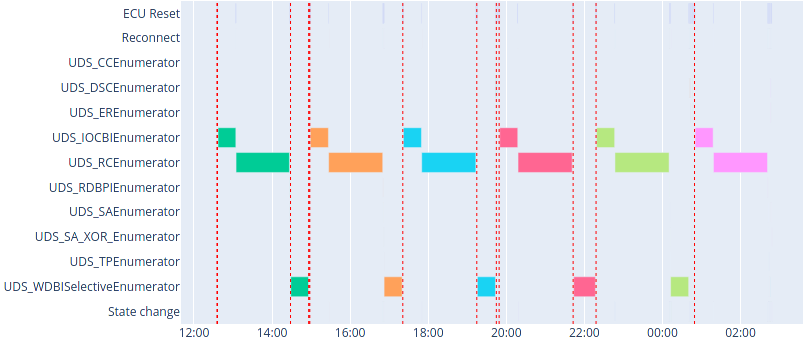 ECU Reset
Reconnect
UDS_CCEnumerator
UDS_DSCEnumerator
UDS_EREnumerator
UDS_IOCBIEnumerator
UDS_RCEnumerator
UDS_RDBPIEnumerator
UDS_SAEnumerator
UDS_SA_XOR_Enumerator
UDS_TPEnumerator
UDS_WDBISelectiveEnumerator
State change
12:00 14:00 16:00 18:00 20:00 22:00 00:00 02:00